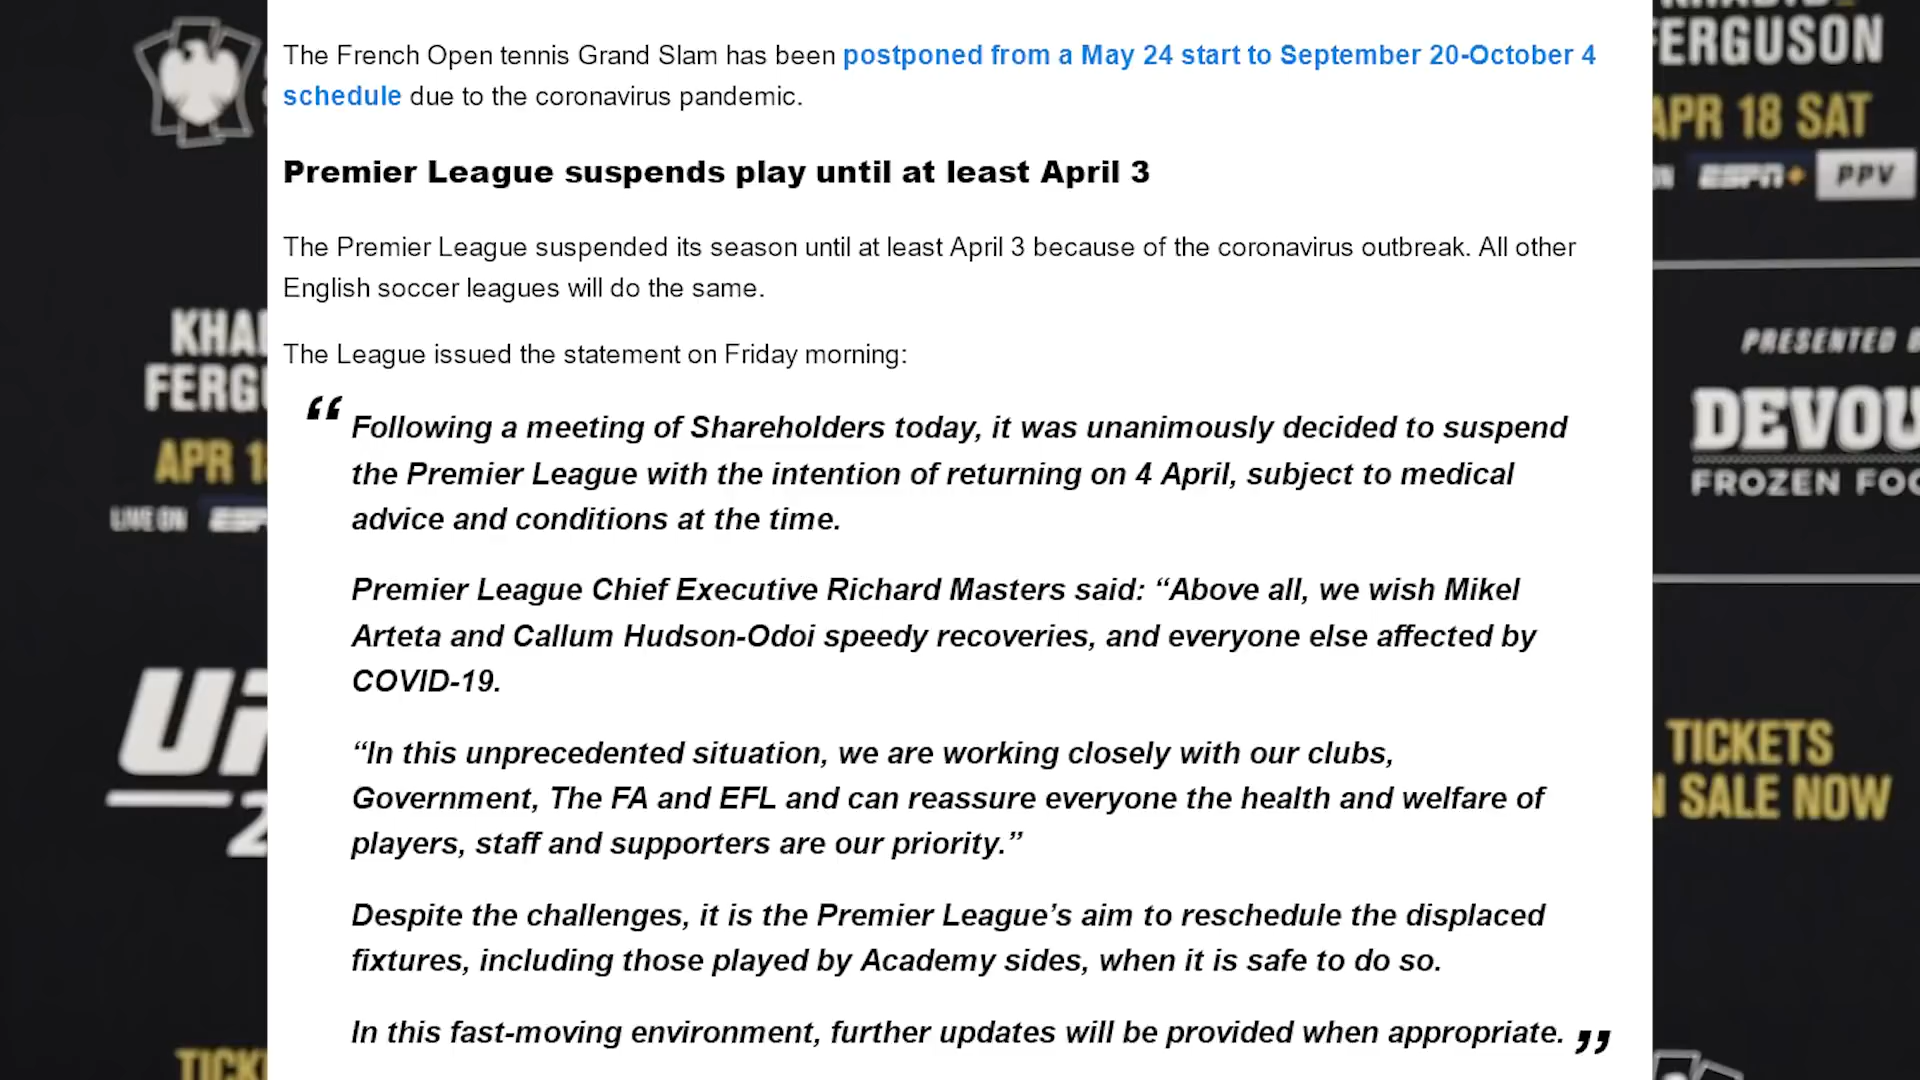 The French Open tennis Grand Slam has been postponed from a May 24 start to September 20-October 4
schedule due to the coronavirus pandemic.
Premier League suspends play until at least April 3
The Premier League suspended its season until at least April 3 because of the coronavirus outbreak. All other
English soccer leagues will do the same.
The League issued the statement on Friday morning:
“Following a meeting of Shareholders today, it was unanimously decided to suspend
the Premier League with the intention of returning on 4 April, subject to medical
advice and conditions at the time.
Premier League Chief Executive Richard Masters said: “Above all, we wish Mikel
Arteta and Callum Hudson-Odoi speedy recoveries, and everyone else affected by
COVID-19.
“In this unprecedented situation, we are working closely with our clubs,
Government, The FA and EFL and can reassure everyone the health and welfare of
players, staff and supporters are our priority.”
Despite the challenges, it is the Premier League’s aim to reschedule the displaced
fixtures, including those played by Academy sides, when it is safe to do so.
In this fast-moving environment, further updates will be provided when appropriate.”
KHA
FERG
APR 1
LIVE ON ESP
UF
2
TICK
FERGUSON
APR 18 SAT
ESPN+ PPV
PRESENTED B
DEVOU
FROZEN FOO
TICKETS
N SALE NOW